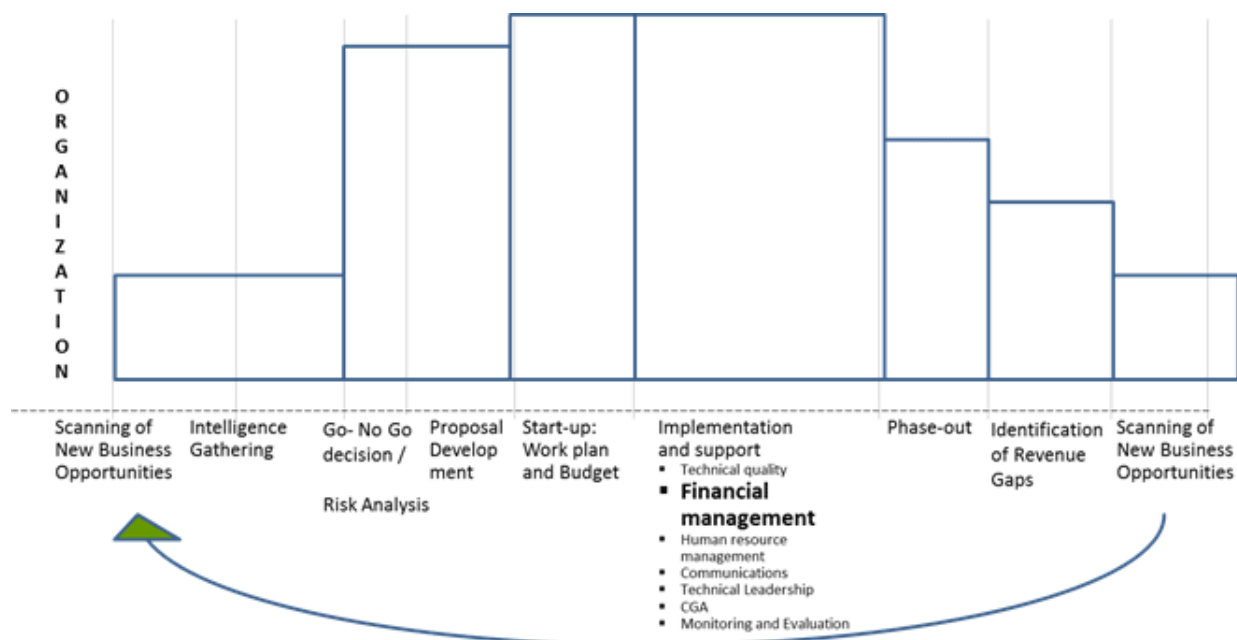 O
R
G
A
N
I
Z
A
T
I
O
N
Scanning of
New Business
Opportunities
Intelligence
Gathering
Go- No Go
decision /
Risk Analysis
Proposal
Develop
ment
Start-up:
Work plan
and Budget
Implementation
and support
▪ Technical quality
▪ Financial
management
▪ Human resource
management
▪ Communications
▪ Technical Leadership
▪ CGA
▪ Monitoring and Evaluation
Phase-out
Identification
of Revenue
Gaps
Scanning of
New Business
Opportunities